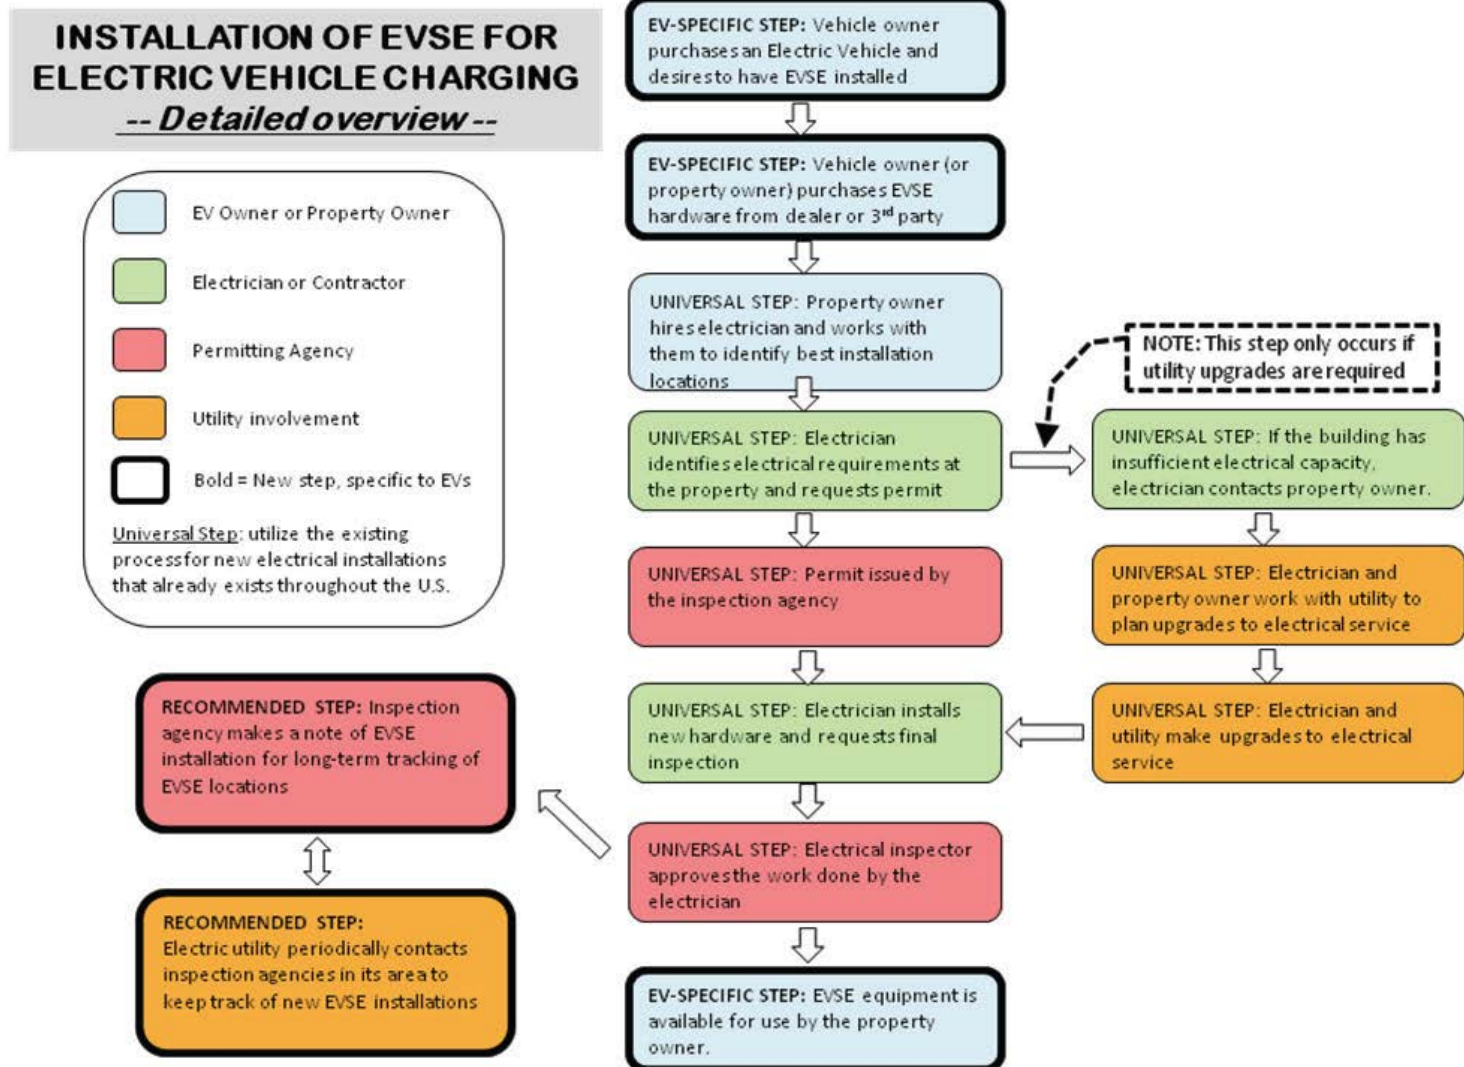 INSTALLATION OF EVSE FOR
ELECTRIC VEHICLE CHARGING
-- Detailed overview --
EV Owner or Property Owner
Electrician or Contractor
Permitting Agency
Utility involvement
Bold = New step, specific to EVs
Universal Step: utilize the existing
process for new electrical installations
that already exists throughout the U.S.
EV-SPECIFIC STEP: Vehicle owner
purchases an Electric Vehicle and
desires to have EVSE installed
EV-SPECIFIC STEP: Vehicle owner (or
property owner) purchases EVSE
hardware from dealer or 3rd party
UNIVERSAL STEP: Property owner
hires electrician and works with
them to identify best installation
locations
NOTE: This step only occurs if
utility upgrades are required
UNIVERSAL STEP: Electrician
identifies electrical requirements at
the property and requests permit
UNIVERSAL STEP: If the building has
insufficient electrical capacity,
electrician contacts property owner.
UNIVERSAL STEP: Permit issued by
the inspection agency
UNIVERSAL STEP: Electrician and
property owner work with utility to
plan upgrades to electrical service
UNIVERSAL STEP: Electrician installs
new hardware and requests final
inspection
UNIVERSAL STEP: Electrician and
utility make upgrades to electrical
service
UNIVERSAL STEP: Electrical inspector
approves the work done by the
electrician
RECOMMENDED STEP: Inspection
agency makes a note of EVSE
installation for long-term tracking of
EVSE locations
RECOMMENDED STEP:
Electric utility periodically contacts
inspection agencies in its area to
keep track of new EVSE installations
EV-SPECIFIC STEP: EVSE equipment is
available for use by the property
owner.